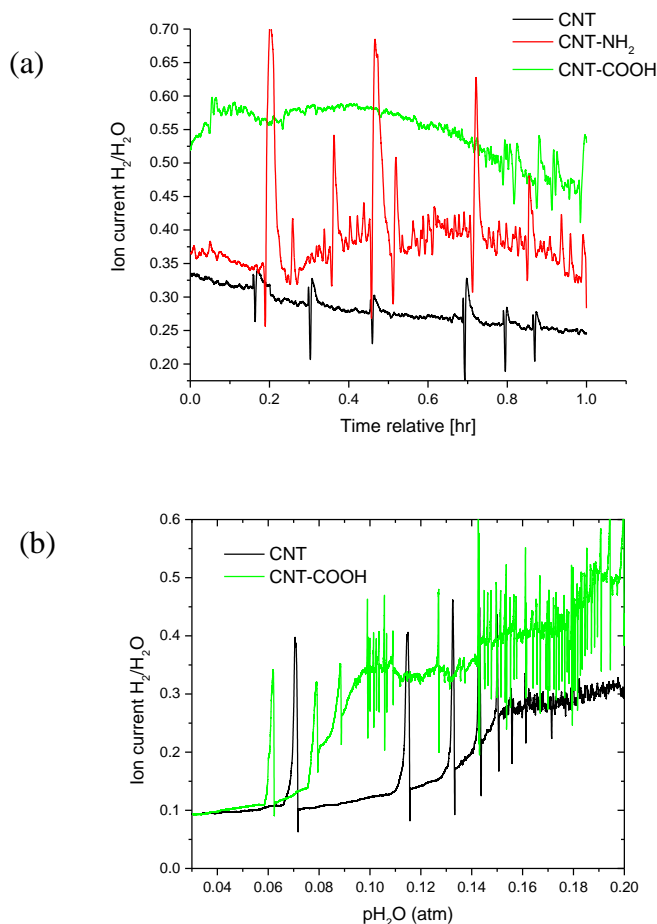 CNT
CNT-NH2
CNT-COOH
(a)
0.70
0.65
0.60
0.55
0.50
0.45
0.40
0.35
0.30
0.25
0.20
Ion current H2/H2O
0.0 0.2 0.4 0.6 0.8 1.0
Time relative [hr]
(b)
CNT
CNT-COOH
0.6
0.5
0.4
0.3
0.2
0.1
0.0
Ion current H2/H2O
0.04 0.06 0.08 0.10 0.12 0.14 0.16 0.18 0.20
pH2O (atm)